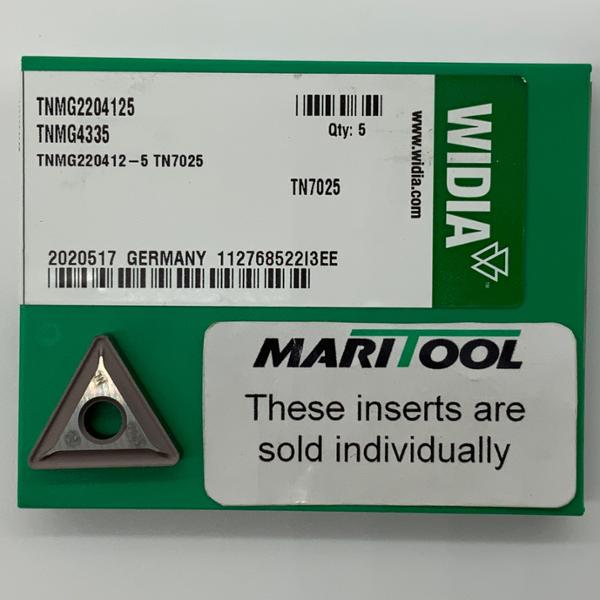 TNMG2204125
TNMG4335
TNMG220412-5 TN7025
Qty: 5
TN7025
2020517 GERMANY 112768522I3EE
www.widia.com
WIDIA
TM
MARITOOL
These inserts are
sold individually